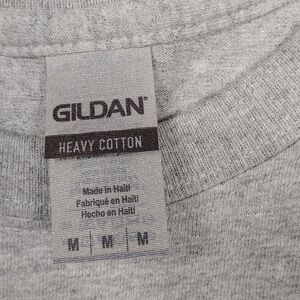 GILDAN
HEAVY COTTON
Made in Haiti
Fabriqué en Haïti
Hecho en Haití
M | M | M